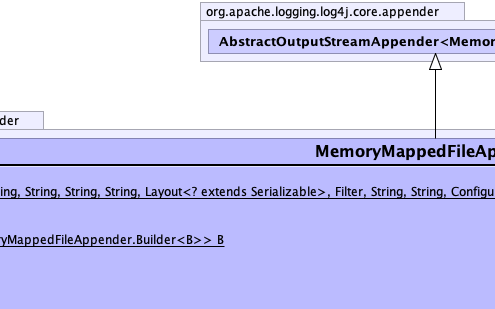 org.apache.logging.log4j.core.appender
AbstractOutputStreamAppender<Memor
der
MemoryMappedFileAp
ing, String, String, String, Layout<? extends Serializable>, Filter, String, String, Configu
yMappedFileAppender.Builder<B>> B